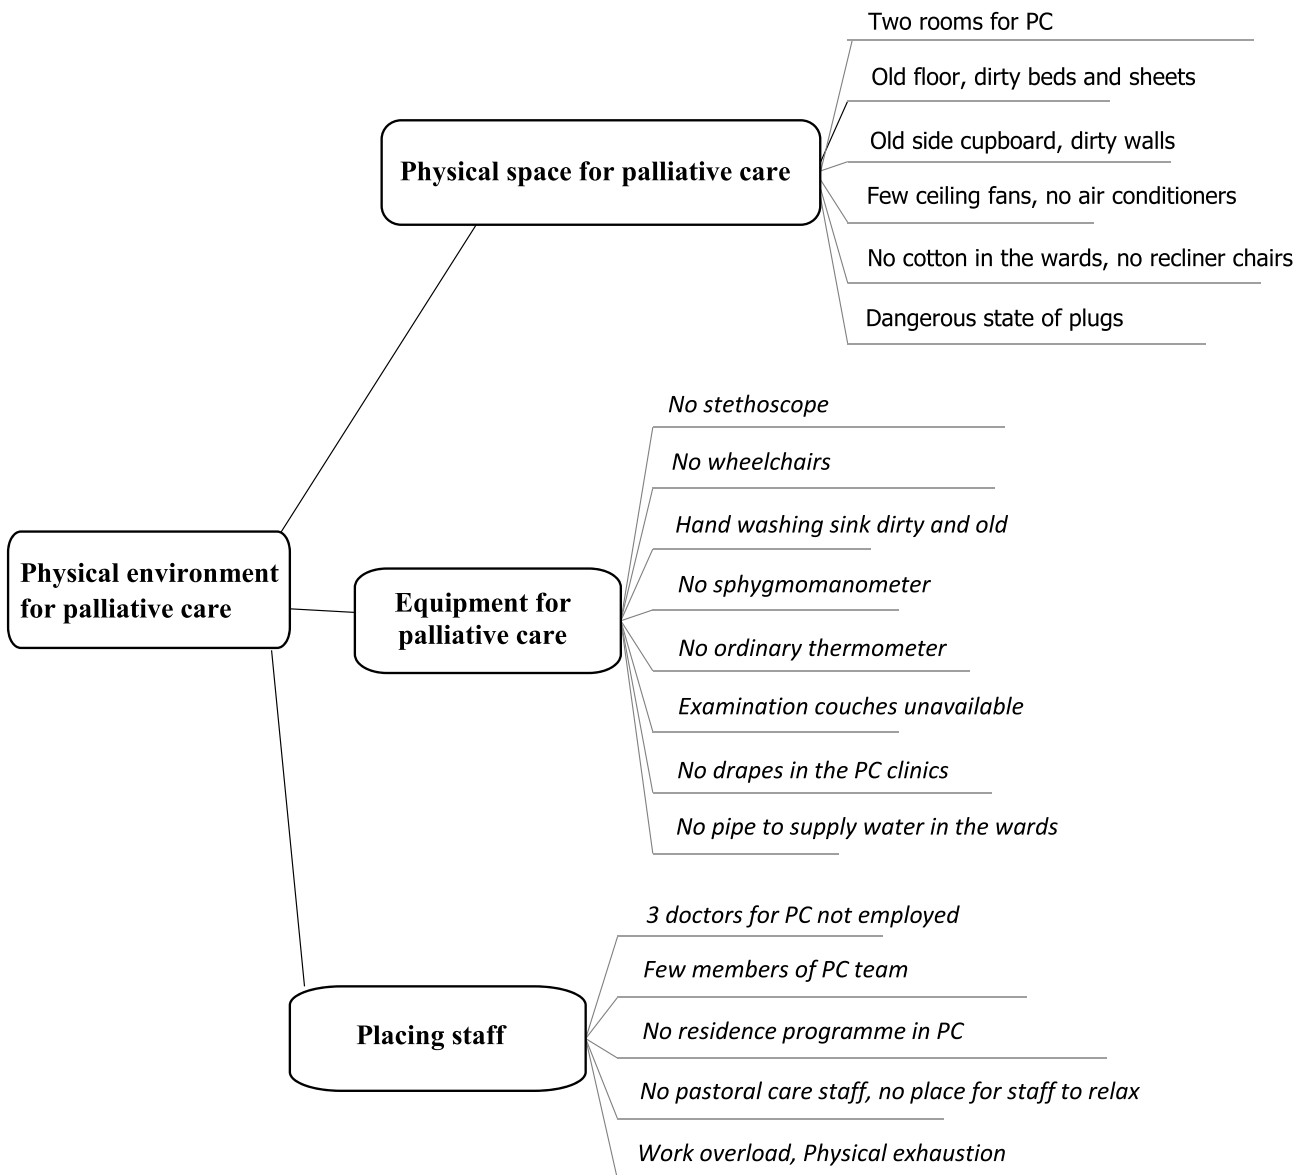 Two rooms for PC
Old floor, dirty beds and sheets
Physical space for palliative care
Old side cupboard, dirty walls
Few ceiling fans, no air conditioners
No cotton in the wards, no recliner chairs
Dangerous state of plugs
Physical environment
for palliative care
Equipment for
palliative care
No stethoscope
No wheelchairs
Hand washing sink dirty and old
No sphygmomanometer
No ordinary thermometer
Examination couches unavailable
No drapes in the PC clinics
No pipe to supply water in the wards
Placing staff
3 doctors for PC not employed
Few members of PC team
No residence programme in PC
No pastoral care staff, no place for staff to relax
Work overload, Physical exhaustion